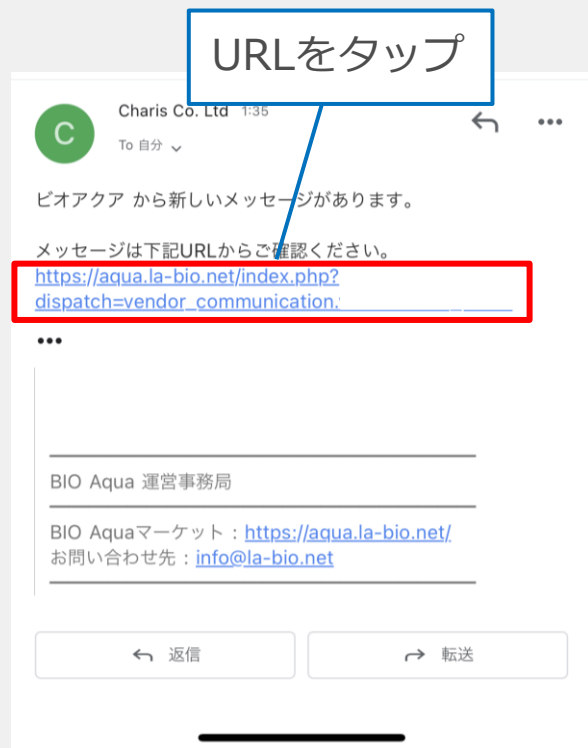 URLをタップ
Charis Co. Ltd 1:35
C
To 自分
ビオアクア から新しいメッセージがあります。
メッセージは下記URLからご確認ください。
https://aqua.la-bio.net/index.php?
dispatch=vendor_communication.
BIO Aqua 運営事務局
BIO Aquaマーケット：https://aqua.la-bio.net/
お問い合わせ先：info@la-bio.net
返信
転送